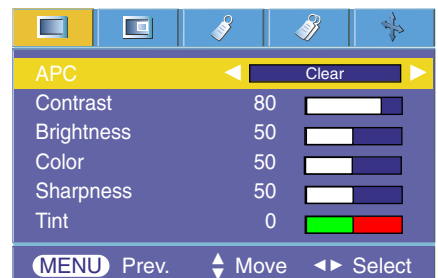 APC Clear
Contrast 80
Brightness 50
Color 50
Sharpness 50
Tint 0
MENU Prev. Move Select